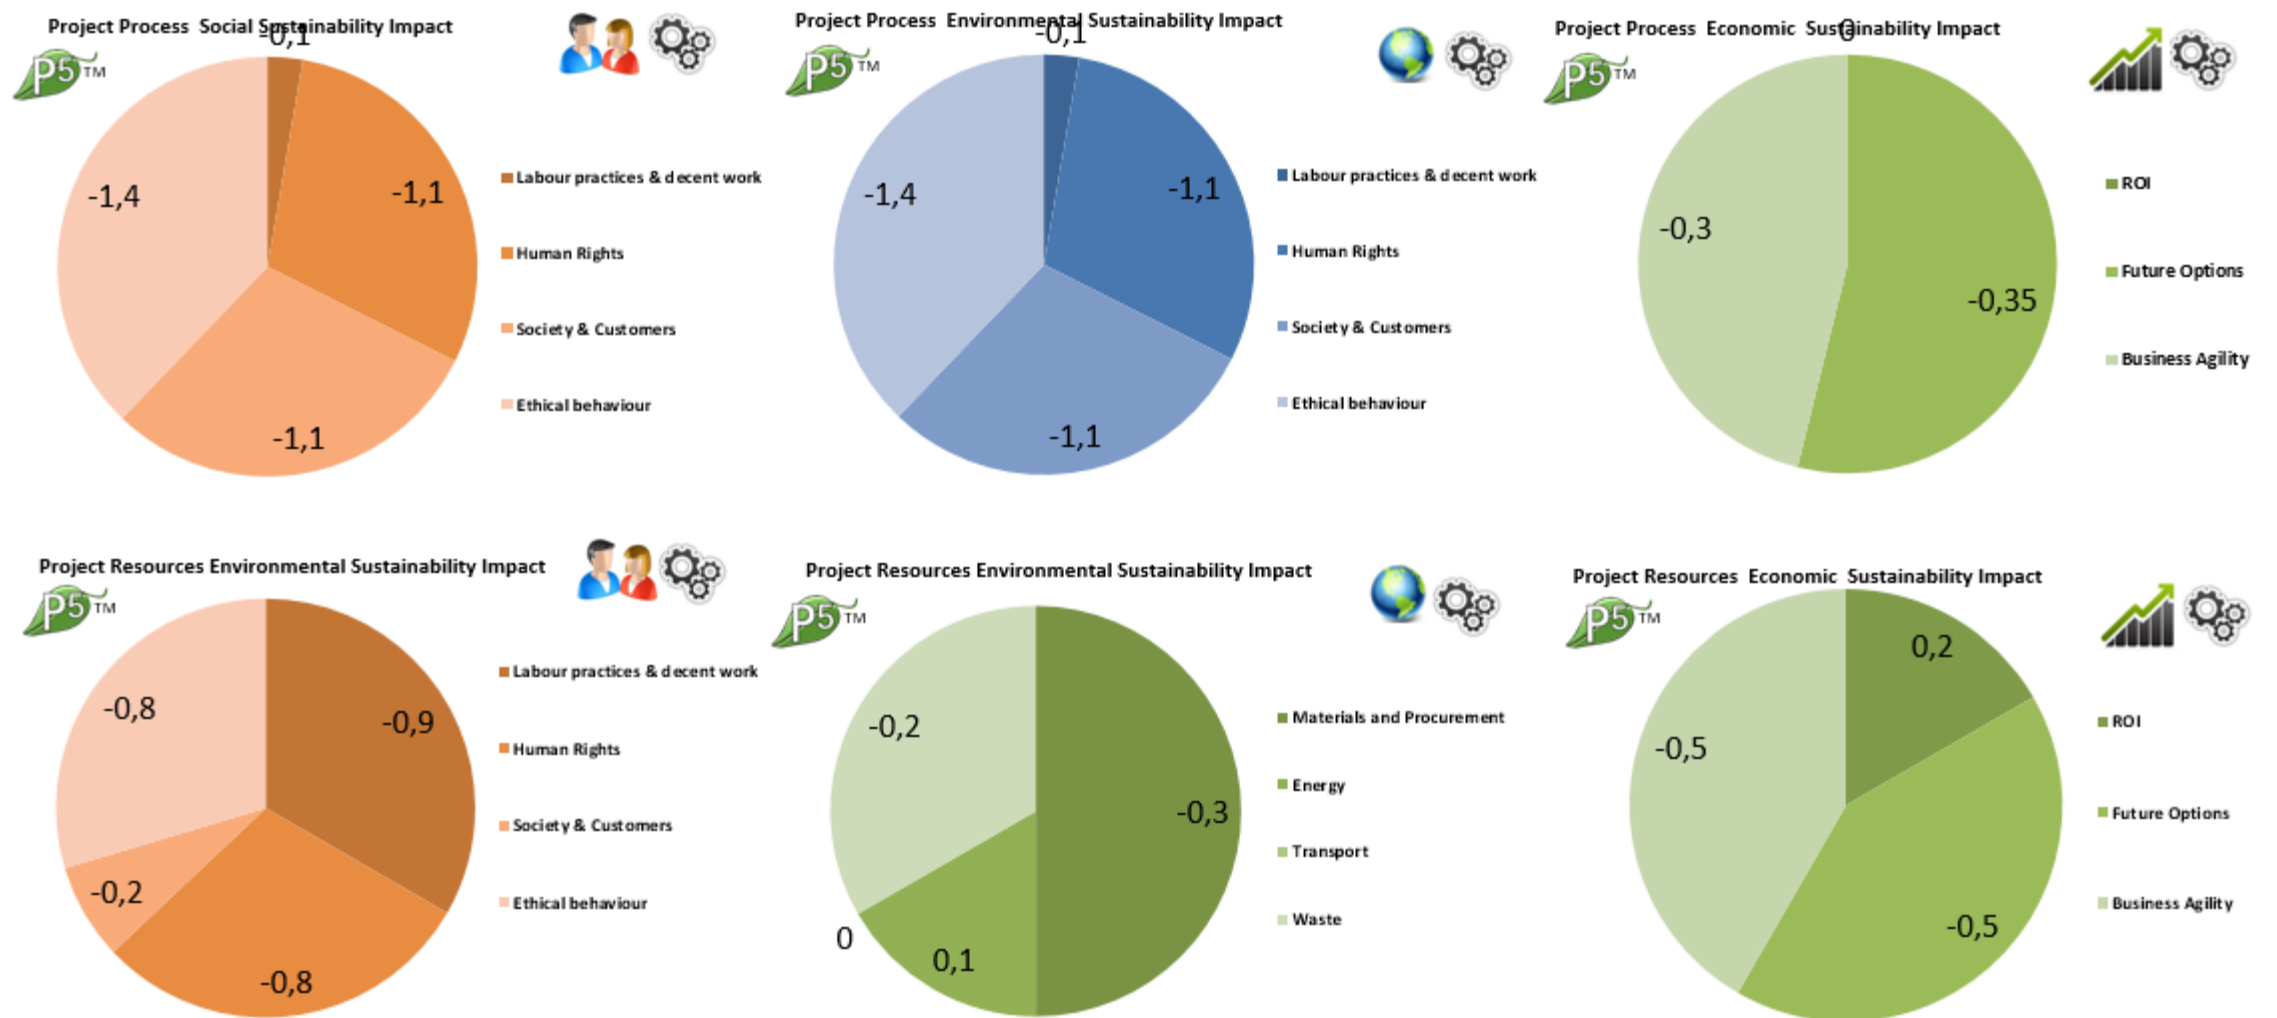 Project Process Social Sustainability Impact
P5™
-0,1
-1,1
-1,1
-1,4
Labour practices & decent work
Human Rights
Society & Customers
Ethical behaviour
Project Process Environmental Sustainability Impact
P5™
-0,1
-1,1
-1,1
-1,4
Labour practices & decent work
Human Rights
Society & Customers
Ethical behaviour
Project Process Economic Sustainability Impact
P5™
0
-0,35
-0,3
ROI
Future Options
Business Agility
Project Resources Environmental Sustainability Impact
P5™
-0,9
-0,8
-0,2
-0,8
Labour practices & decent work
Human Rights
Society & Customers
Ethical behaviour
Project Resources Environmental Sustainability Impact
P5™
-0,3
0,1
0
-0,2
Materials and Procurement
Energy
Transport
Waste
Project Resources Economic Sustainability Impact
P5™
0,2
-0,5
-0,5
ROI
Future Options
Business Agility